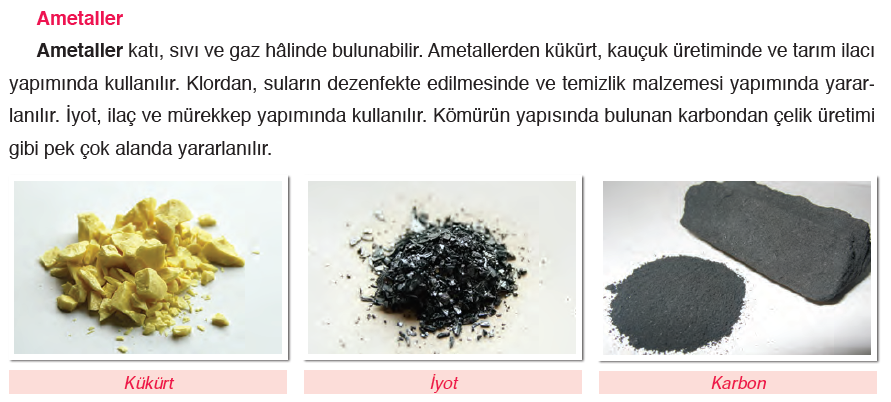 Ametaller
Ametaller katı, sıvı ve gaz hâlinde bulunabilir. Ametallerden kükürt, kauçuk üretiminde ve tarım ilacı
yapımında kullanılır. Klordan, suların dezenfekte edilmesinde ve temizlik malzemesi yapımında yarar-
lanılır. İyot, ilaç ve mürekkep yapımında kullanılır. Kömürün yapısında bulunan karbondan çelik üretimi
gibi pek çok alanda yararlanılır.
Kükürt
İyot
Karbon